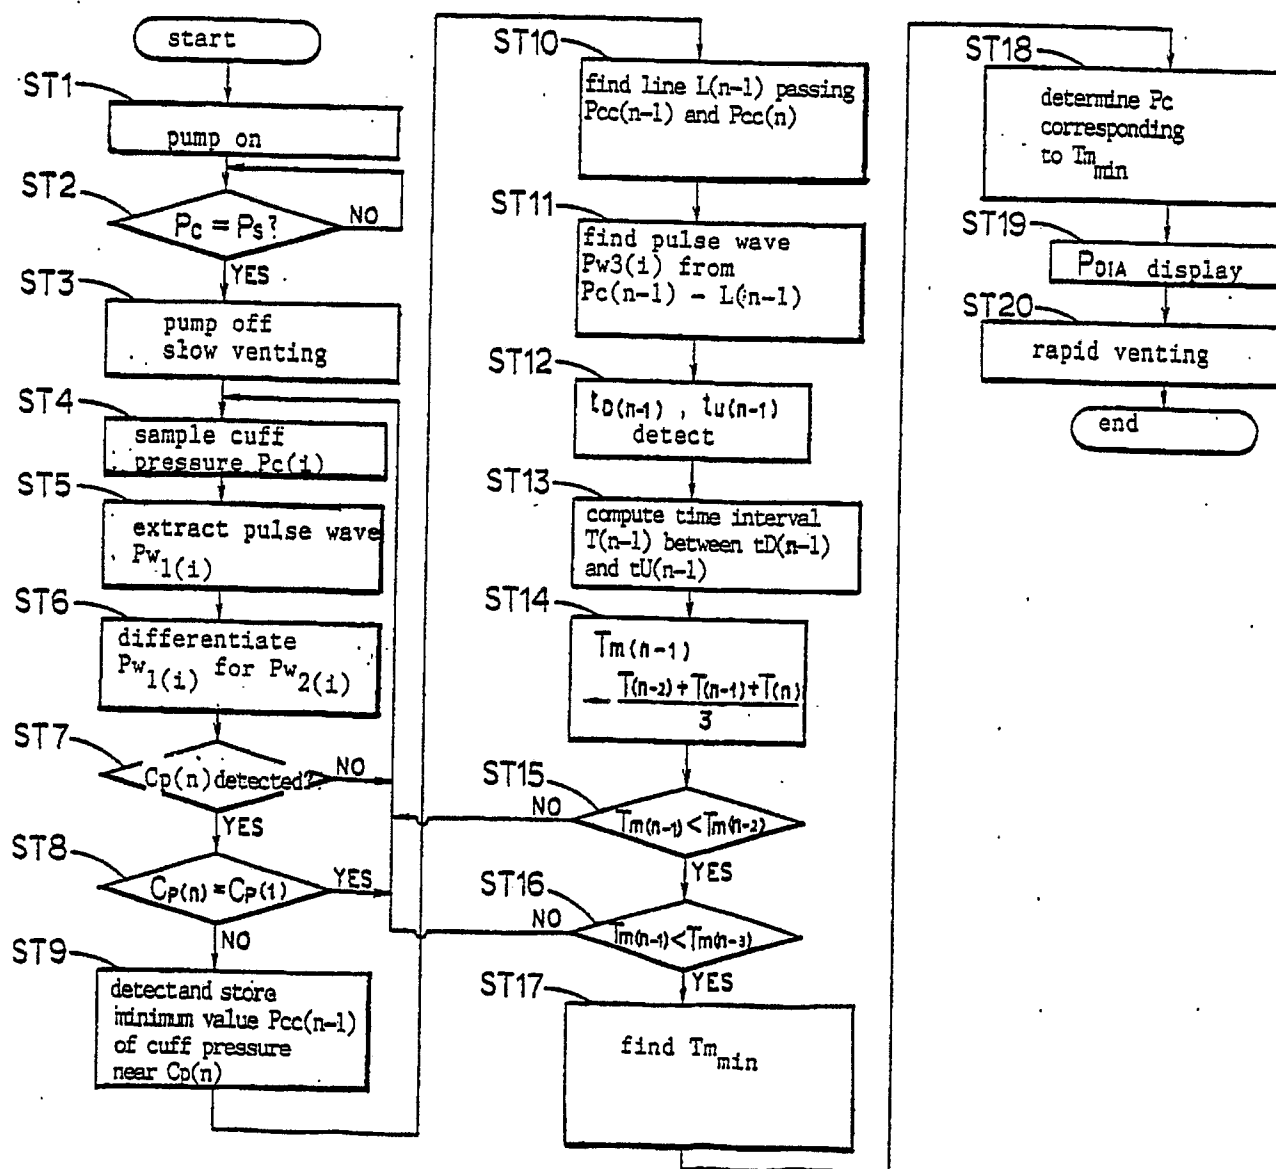 start
ST1
pump on
ST2
Pc = Ps?
NO
YES
ST3
pump off
slow venting
ST4
sample cuff
pressure Pc(i)
ST5
extract pulse wave
Pw1(i)
ST6
differentiate
Pw1(i) for Pw2(i)
ST7
Cp(n) detected?
NO
YES
ST8
CP(n) = CP(1)
YES
NO
ST9
detectand store
minimum value Pcc(n-1)
of cuff pressure
near Cp(n)
ST10
find line L(n-1) passing
Pcc(n-1) and Pcc(n)
ST11
find pulse wave
Pw3(i) from
Pc(n-1) - L(n-1)
ST12
tD(n-1) , tU(n-1)
detect
ST13
compute time interval
T(n-1) between tD(n-1)
and tU(n-1)
ST14
Tm(n-1)
← T(n-2)+T(n-1)+T(n)
3
ST15
NO
Tm(n-1) < Tm(n-2)
YES
ST16
NO
Tm(n-1) < Tm(n-3)
YES
ST17
find Tm min
ST18
determine Pc
corresponding
to Tm min
ST19
PDIA display
ST20
rapid venting
end